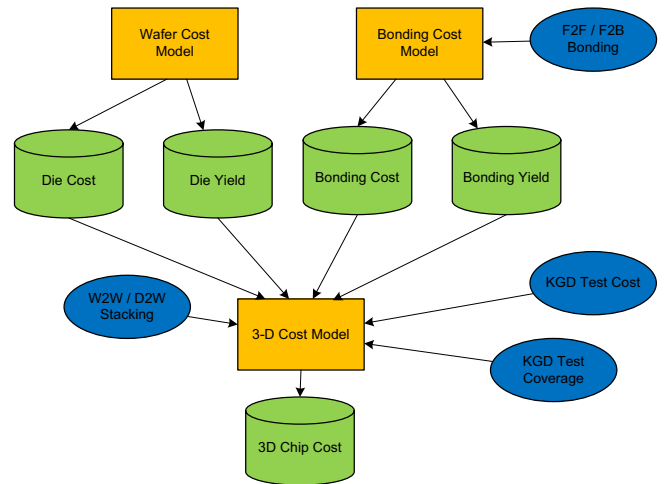 Wafer Cost
Model
Bonding Cost
Model
F2F / F2B
Bonding
Die Cost
Die Yield
Bonding Cost
Bonding Yield
W2W / D2W
Stacking
3-D Cost Model
KGD Test Cost
KGD Test
Coverage
3D Chip Cost